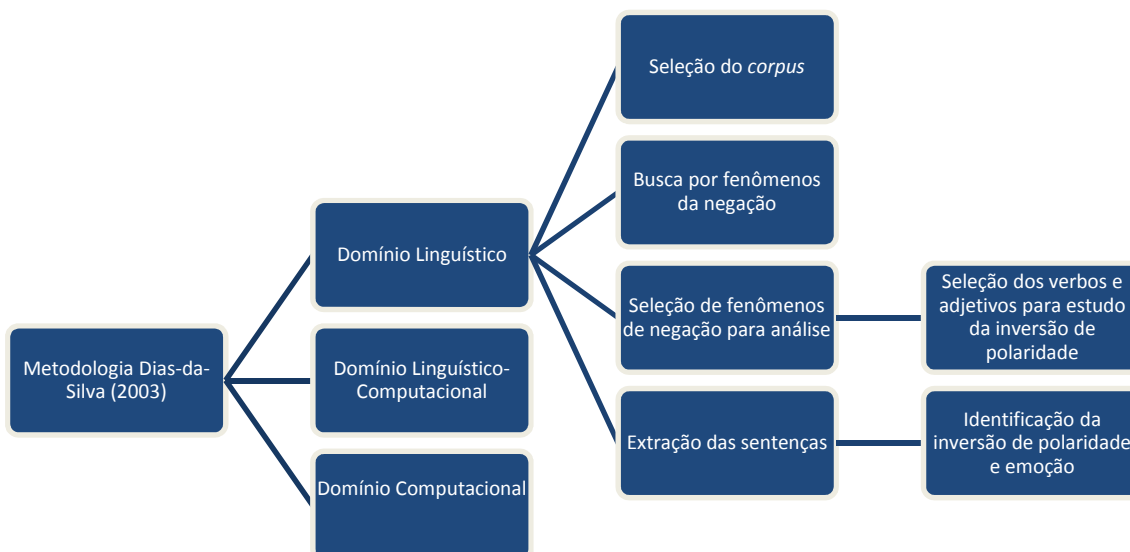 Metodologia Dias-da-
Silva (2003)
Domínio Linguístico
Seleção do corpus
Busca por fenômenos
da negação
Seleção de fenômenos
de negação para análise
Seleção dos verbos e
adjetivos para estudo
da inversão de
polaridade
Extração das sentenças
Identificação da
inversão de polaridade
e emoção
Domínio Linguístico-
Computacional
Domínio Computacional